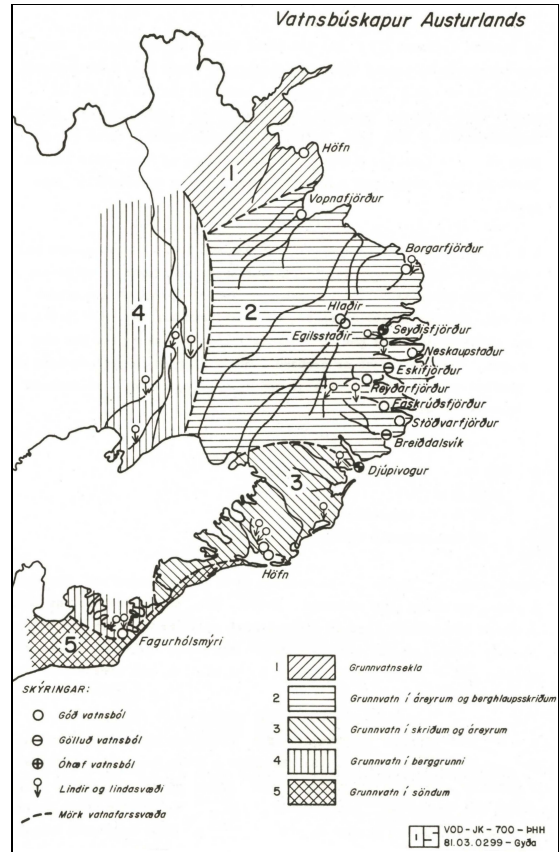 Vatnsbúskapur Austurlands
Höfn
1
Vopnafjörður
Borgarfjörður
4
2
Hlaðir
Egilsstaðir
Seyðisfjörður
Neskaupstaður
Eskifjörður
Reyðarfjörður
Fáskrúðsfjörður
Stöðvarfjörður
Breiðdalsvík
Djúpivogur
3
Höfn
5
Fagurhólsmýri
SKÝRINGAR:
Góð vatnsból
Gölluð vatnsból
Óhæf vatnsból
Lindir og lindasvæði
Mörk vatnafarssvæða
1 Grunnvatnsekla
2 Grunnvatn í áreyrum og berghlaupsskriðum
3 Grunnvatn í skriðum og áreyrum
4 Grunnvatn í berggrunni
5 Grunnvatn í söndum
VOD - JK - 700 - ÞHH
81.03.0299 - Gyða